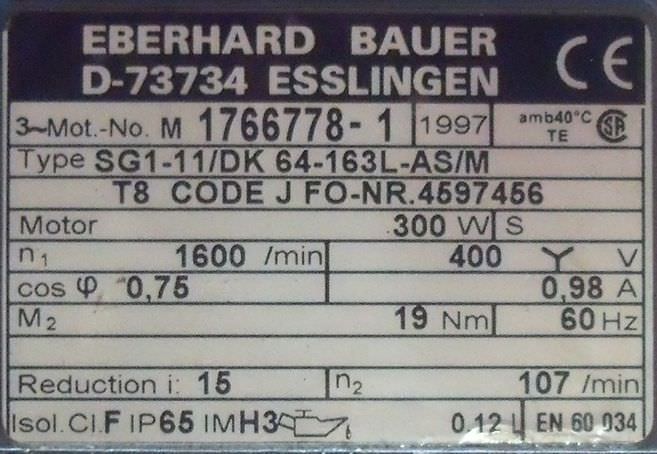 EBERHARD BAUER
D-73734 ESSLINGEN
CE
3~Mot.-No. M 1766778-1 1997 amb40°C TE SA
Type SG1-11/DK 64-163L-AS/M
T8 CODE J FO-NR.4597456
Motor 300 W S
n1 1600 /min 400 Y V
cos φ 0,75 0,98 A
M2 19 Nm 60 Hz
Reduction i: 15 n2 107 /min
Isol.Cl.F IP65 IMH3 0.12 L EN 60 034